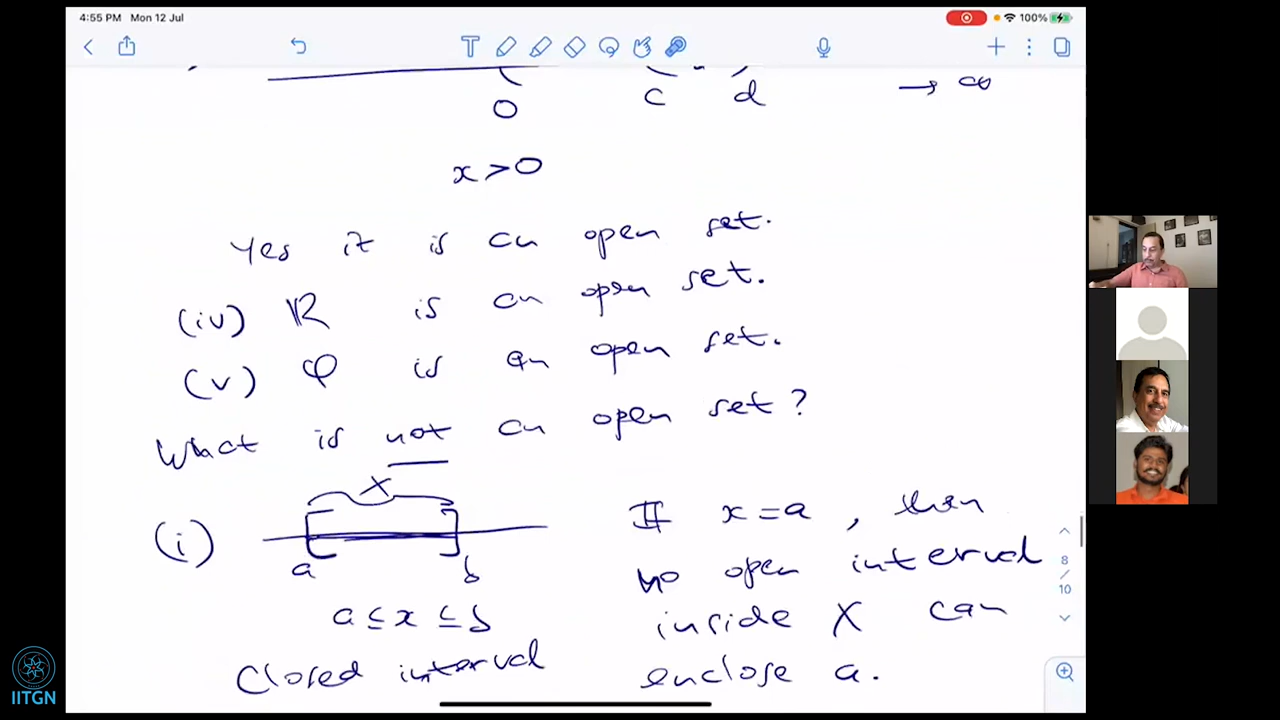 4:55 PM Mon 12 Jul
100%
0 c d → ∞
x > 0
Yes it is an open set.
(iv) ℝ is an open set.
(v) φ is an open set.
What is not an open set?
X
(i)
a b
a ≤ x ≤ b
Closed interval
If x = a, then
no open interval
inside X can
enclose a.
8
/
10
IITGN